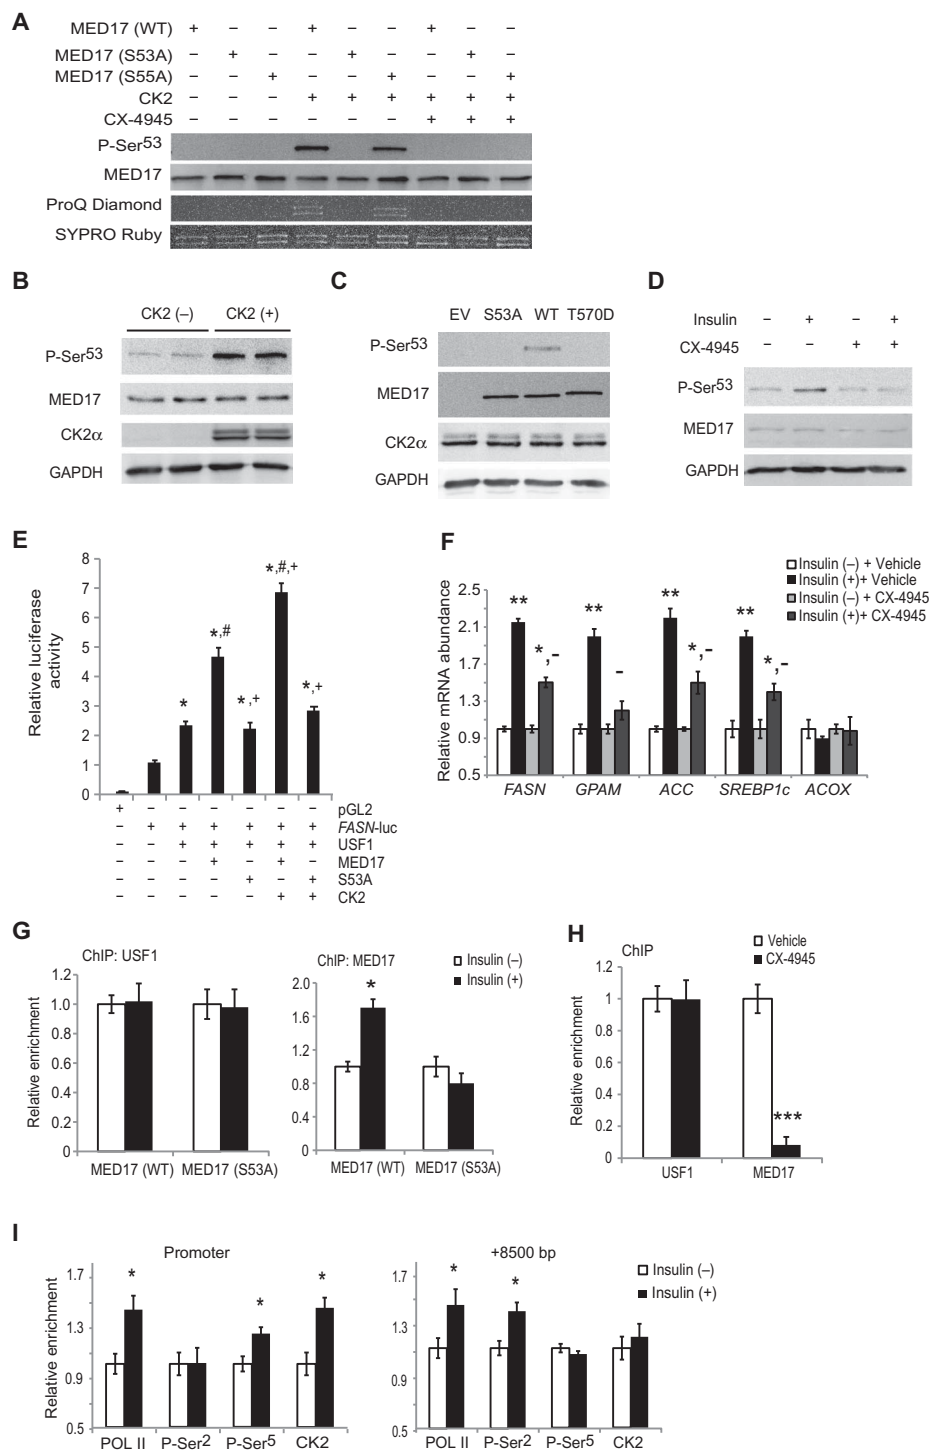 A
MED17 (WT) + – – + – – + – –
MED17 (S53A) – + – – + – – + –
MED17 (S55A) – – + – – + – – +
CK2 – – – + + + + + +
CX-4945 – – – – – – + + +
P-Ser53
MED17
ProQ Diamond
SYPRO Ruby
B
CK2 (–) CK2 (+)
P-Ser53
MED17
CK2α
GAPDH
C
EV S53A WT T570D
P-Ser53
MED17
CK2α
GAPDH
D
Insulin – + – +
CX-4945 – – + +
P-Ser53
MED17
GAPDH
E
Relative luciferase activity
8
7
6
5
4
3
2
1
0
*
*,#
*,+
*,#,+
*,+
+ – – – – – – pGL2
– + + + + + + FASN-luc
– – + + + + + USF1
– – – + – + – MED17
– – – – + – + S53A
– – – – – + + CK2
F
Insulin (–) + Vehicle
Insulin (+)+ Vehicle
Insulin (–) + CX-4945
Insulin (+)+ CX-4945
Relative mRNA abundance
2.5
2.1
1.7
1.3
0.9
0.5
** *,– ** – ** *,– ** *,–
FASN GPAM ACC SREBP1c ACOX
G
ChIP: USF1
Relative enrichment
1.2
1
0.8
0.6
0.4
0.2
0
MED17 (WT) MED17 (S53A)
ChIP: MED17
Insulin (–)
Insulin (+)
2.0
1.6
1.2
0.8
0.4
0
*
MED17 (WT) MED17 (S53A)
H
ChIP
Vehicle
CX-4945
Relative enrichment
1.2
1
0.8
0.6
0.4
0.2
0
***
USF1 MED17
I
Promoter
Relative enrichment
1.7
1.3
0.9
0.5
* * *
POL II P-Ser2 P-Ser5 CK2
+8500 bp
Insulin (–)
Insulin (+)
1.7
1.3
0.9
0.5
* *
POL II P-Ser2 P-Ser5 CK2